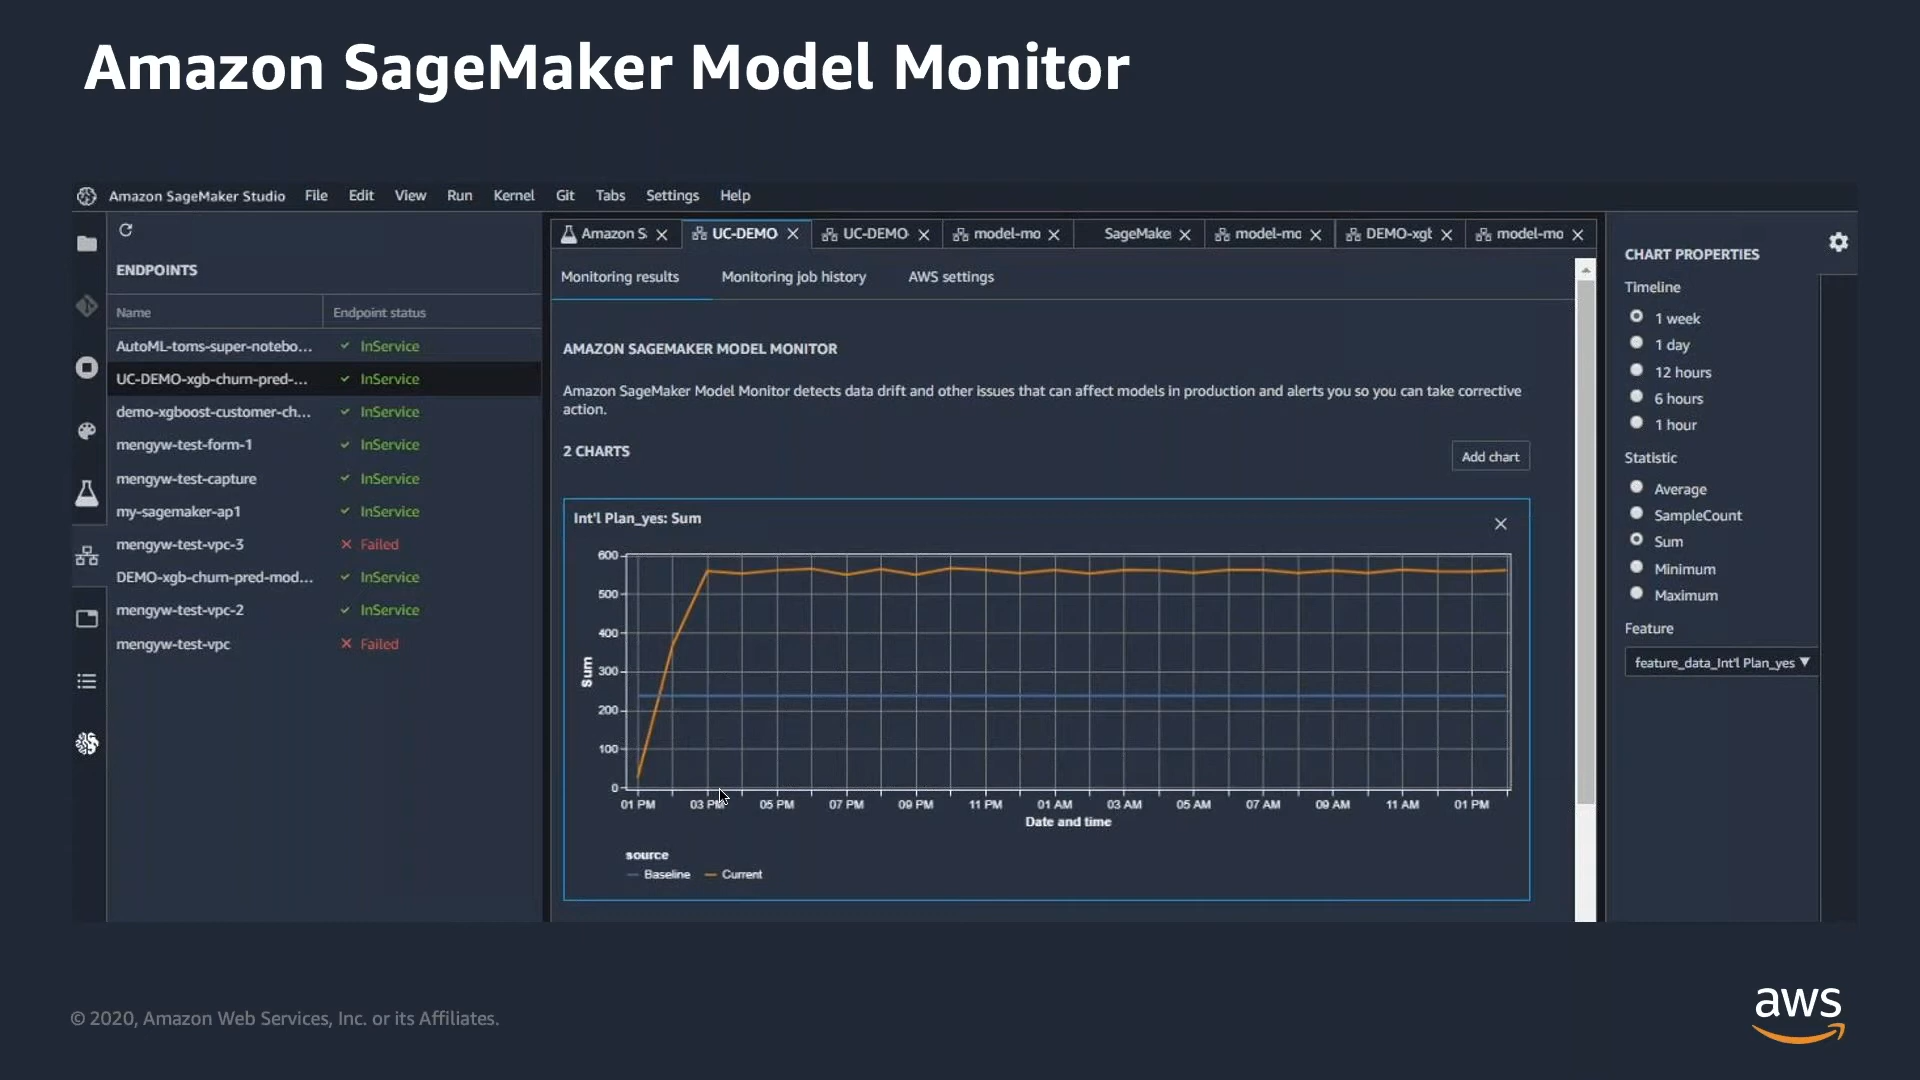 Amazon SageMaker Model Monitor
Amazon SageMaker Studio File Edit View Run Kernel Git Tabs Settings Help
Amazon S UC-DEMO UC-DEMO model-mo SageMake model-mo DEMO-xgb model-mo
ENDPOINTS
Name Endpoint status
AutoML-toms-super-notebo... InService
UC-DEMO-xgb-churn-pred-... InService
demo-xgboost-customer-ch... InService
mengyw-test-form-1 InService
mengyw-test-capture InService
my-sagemaker-ap1 InService
mengyw-test-vpc-3 Failed
DEMO-xgb-churn-pred-mod... InService
mengyw-test-vpc-2 InService
mengyw-test-vpc Failed
Monitoring results Monitoring job history AWS settings
AMAZON SAGEMAKER MODEL MONITOR
Amazon SageMaker Model Monitor detects data drift and other issues that can affect models in production and alerts you so you can take corrective
action.
2 CHARTS Add chart
Int'l Plan_yes: Sum
600
500
400
300
200
100
0
Sum
01 PM 03 PM 05 PM 07 PM 09 PM 11 PM 01 AM 03 AM 05 AM 07 AM 09 AM 11 AM 01 PM
Date and time
source
Baseline Current
CHART PROPERTIES
Timeline
1 week
1 day
12 hours
6 hours
1 hour
Statistic
Average
SampleCount
Sum
Minimum
Maximum
Feature
feature_data_Int'l Plan_yes
© 2020, Amazon Web Services, Inc. or its Affiliates.
aws